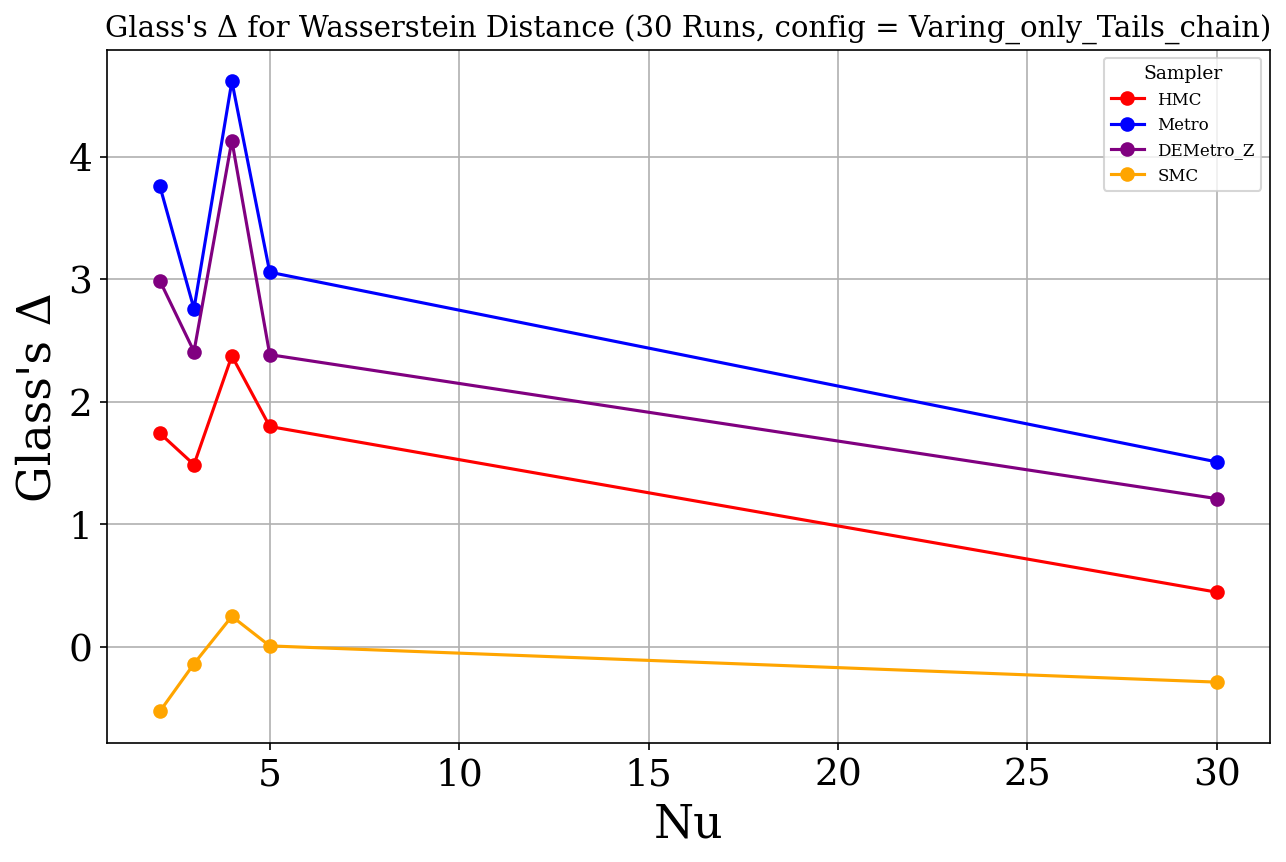 Glass's Δ for Wasserstein Distance (30 Runs, config = Varing_only_Tails_chain)
Sampler
HMC
Metro
DEMetro_Z
SMC
Glass's Δ
4
3
2
1
0
5 10 15 20 25 30
Nu